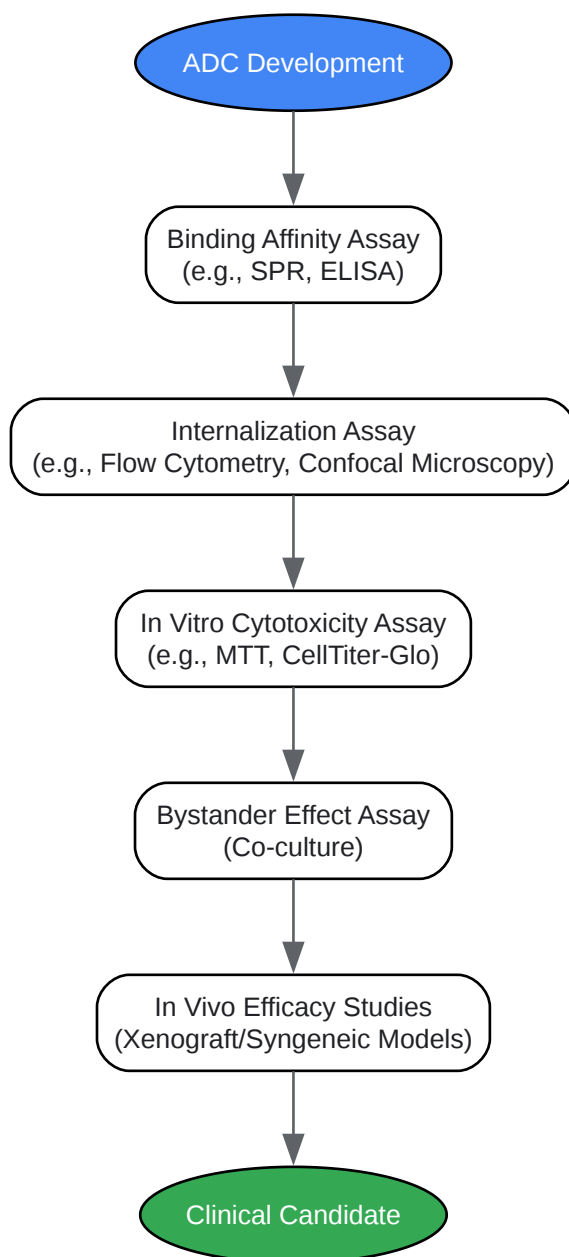 ADC Development
Binding Affinity Assay
(e.g., SPR, ELISA)
Internalization Assay
(e.g., Flow Cytometry, Confocal Microscopy)
In Vitro Cytotoxicity Assay
(e.g., MTT, CellTiter-Glo)
Bystander Effect Assay
(Co-culture)
In Vivo Efficacy Studies
(Xenograft/Syngeneic Models)
Clinical Candidate